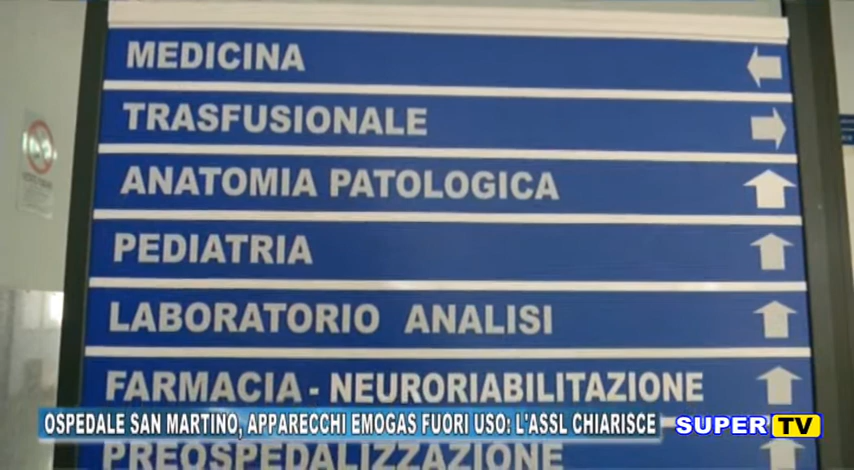 MEDICINA
TRASFUSIONALE
ANATOMIA PATOLOGICA
PEDIATRIA
LABORATORIO ANALISI
FARMACIA - NEURORIABILITAZIONE
OSPEDALE SAN MARTINO, APPARECCHI EMOGAS FUORI USO: L'ASSL CHIARISCE
SUPER TV
PREOSPEDALIZZAZIONE